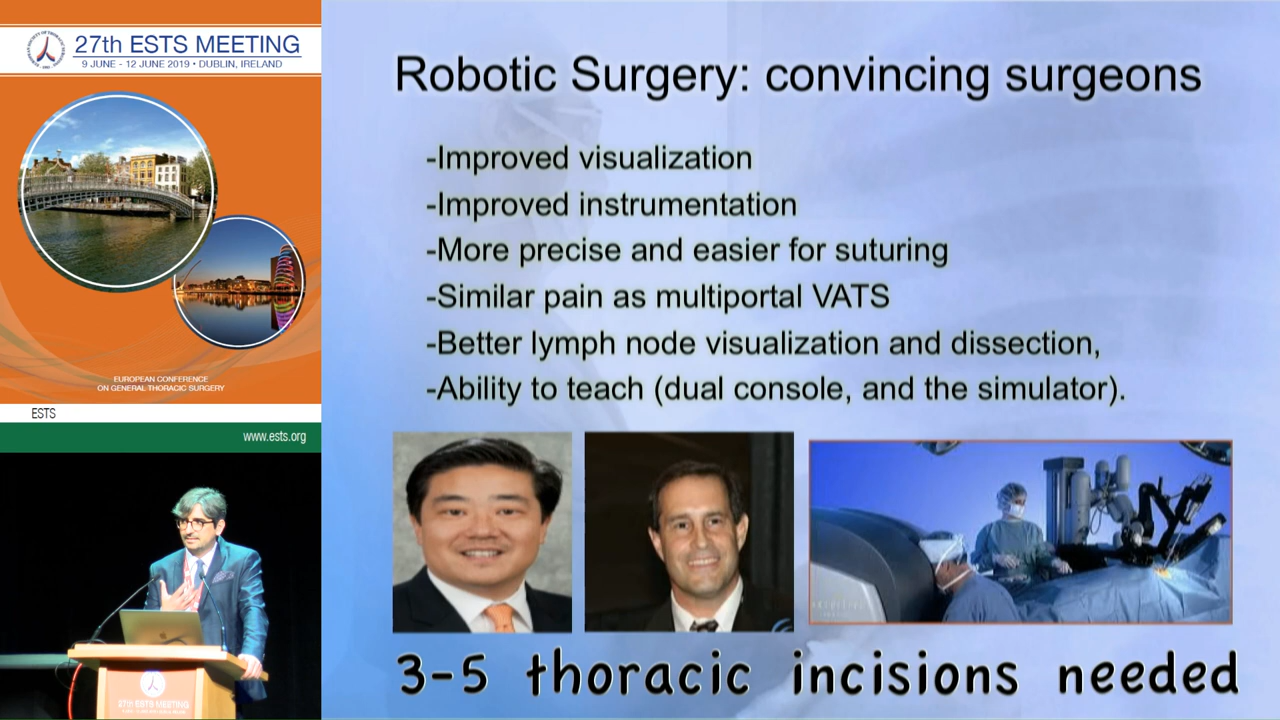 27th ESTS MEETING
9 JUNE - 12 JUNE 2019 • DUBLIN, IRELAND
EUROPEAN CONFERENCE
ON GENERAL THORACIC SURGERY
ESTS
www.ests.org
27th ESTS MEETING
Robotic Surgery: convincing surgeons
-Improved visualization
-Improved instrumentation
-More precise and easier for suturing
-Similar pain as multiportal VATS
-Better lymph node visualization and dissection,
-Ability to teach (dual console, and the simulator).
3-5 thoracic incisions needed